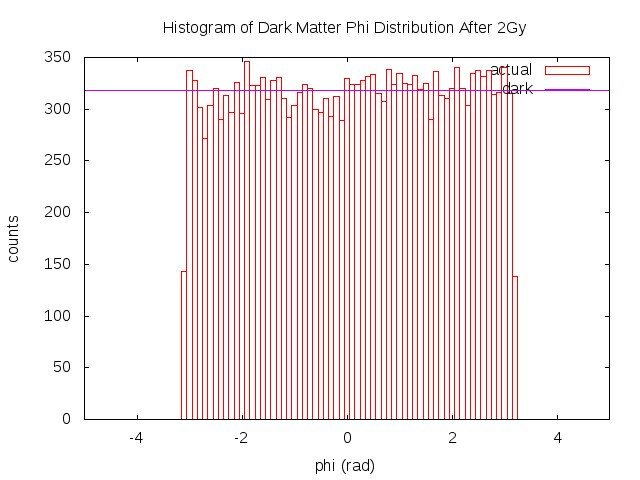 Histogram of Dark Matter Phi Distribution After 2Gy
350
300
250
200
150
100
50
0
-4 -2 0 2 4
counts
phi (rad)
actual
dark